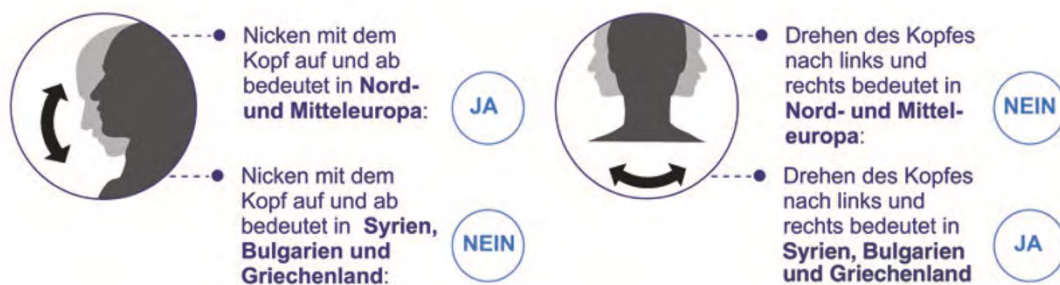 Nicken mit dem
Kopf auf und ab
bedeutet in Nord-
und Mitteleuropa:
JA
Nicken mit dem
Kopf auf und ab
bedeutet in Syrien,
Bulgarien und
Griechenland:
NEIN
Drehen des Kopfes
nach links und
rechts bedeutet in
Nord- und Mittel-
europa:
NEIN
Drehen des Kopfes
nach links und
rechts bedeutet in
Syrien, Bulgarien
und Griechenland
JA